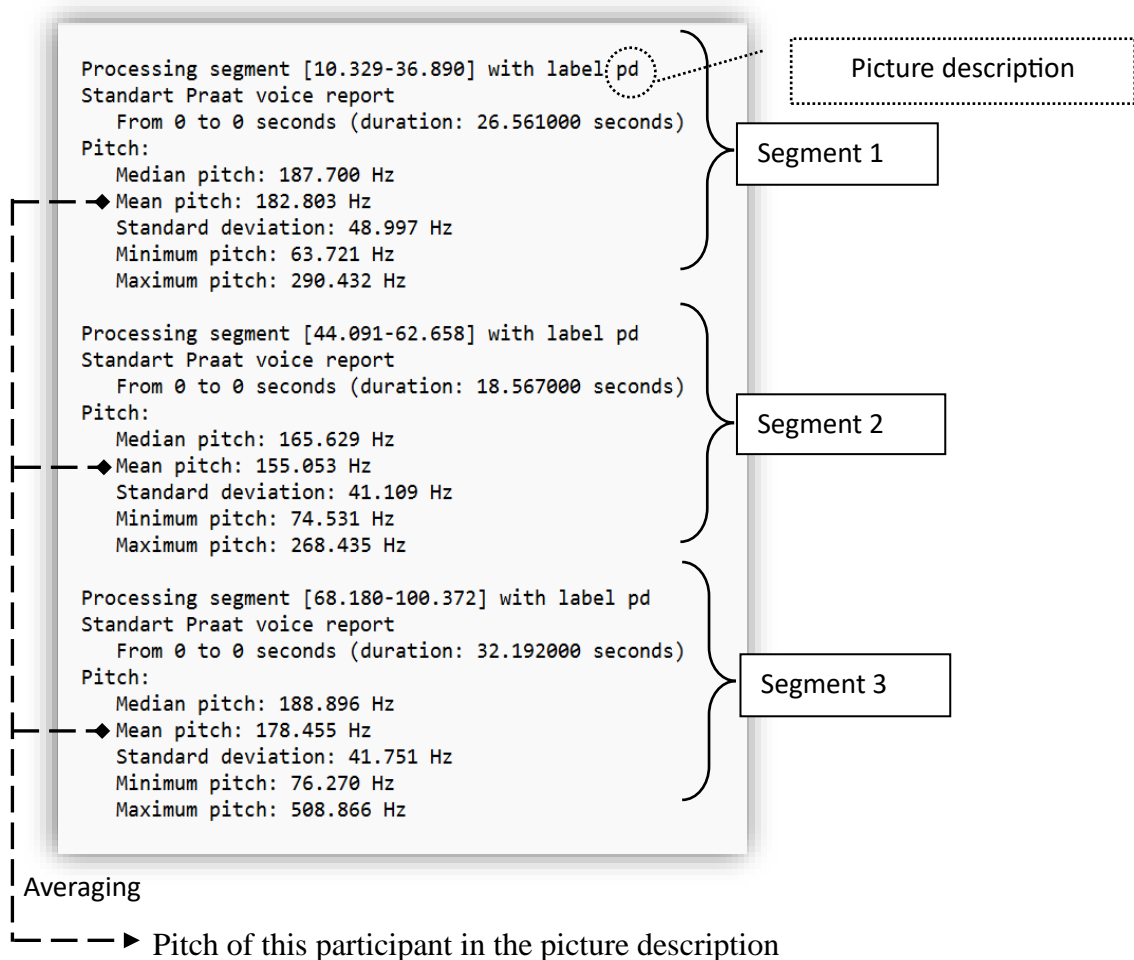 Processing segment [10.329-36.890] with label pd
Standart Praat voice report
From 0 to 0 seconds (duration: 26.561000 seconds)
Pitch:
Median pitch: 187.700 Hz
Mean pitch: 182.803 Hz
Standard deviation: 48.997 Hz
Minimum pitch: 63.721 Hz
Maximum pitch: 290.432 Hz
Picture description
Segment 1
Processing segment [44.091-62.658] with label pd
Standart Praat voice report
From 0 to 0 seconds (duration: 18.567000 seconds)
Pitch:
Median pitch: 165.629 Hz
Mean pitch: 155.053 Hz
Standard deviation: 41.109 Hz
Minimum pitch: 74.531 Hz
Maximum pitch: 268.435 Hz
Segment 2
Processing segment [68.180-100.372] with label pd
Standart Praat voice report
From 0 to 0 seconds (duration: 32.192000 seconds)
Pitch:
Median pitch: 188.896 Hz
Mean pitch: 178.455 Hz
Standard deviation: 41.751 Hz
Minimum pitch: 76.270 Hz
Maximum pitch: 508.866 Hz
Segment 3
Averaging
Pitch of this participant in the picture description